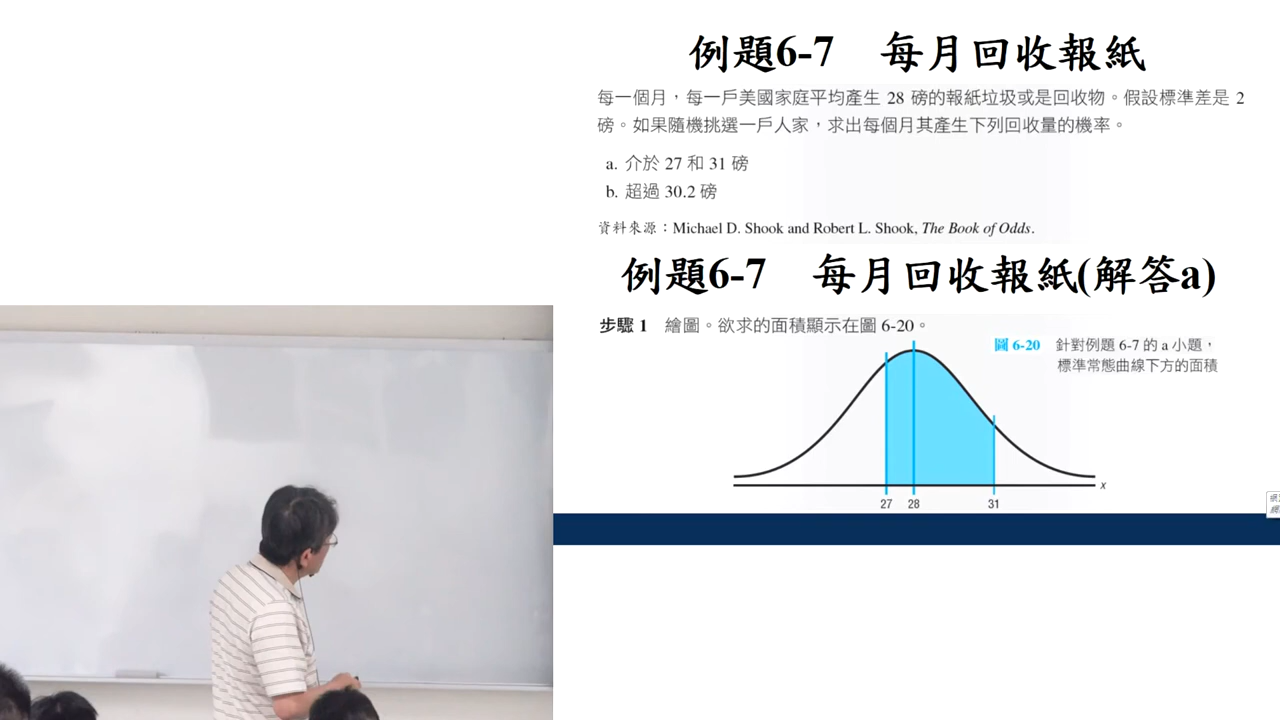 例題6-7 每月回收報紙
每一個月，每一戶美國家庭平均產生 28 磅的報紙垃圾或是回收物。假設標準差是 2
磅。如果隨機挑選一戶人家，求出每個月其產生下列回收量的機率。
a. 介於 27 和 31 磅
b. 超過 30.2 磅
資料來源：Michael D. Shook and Robert L. Shook, The Book of Odds.
例題6-7 每月回收報紙(解答a)
步驟 1 繪圖。欲求的面積顯示在圖 6-20。
圖 6-20 針對例題 6-7 的 a 小題，
標準常態曲線下方的面積
x
27 28 31